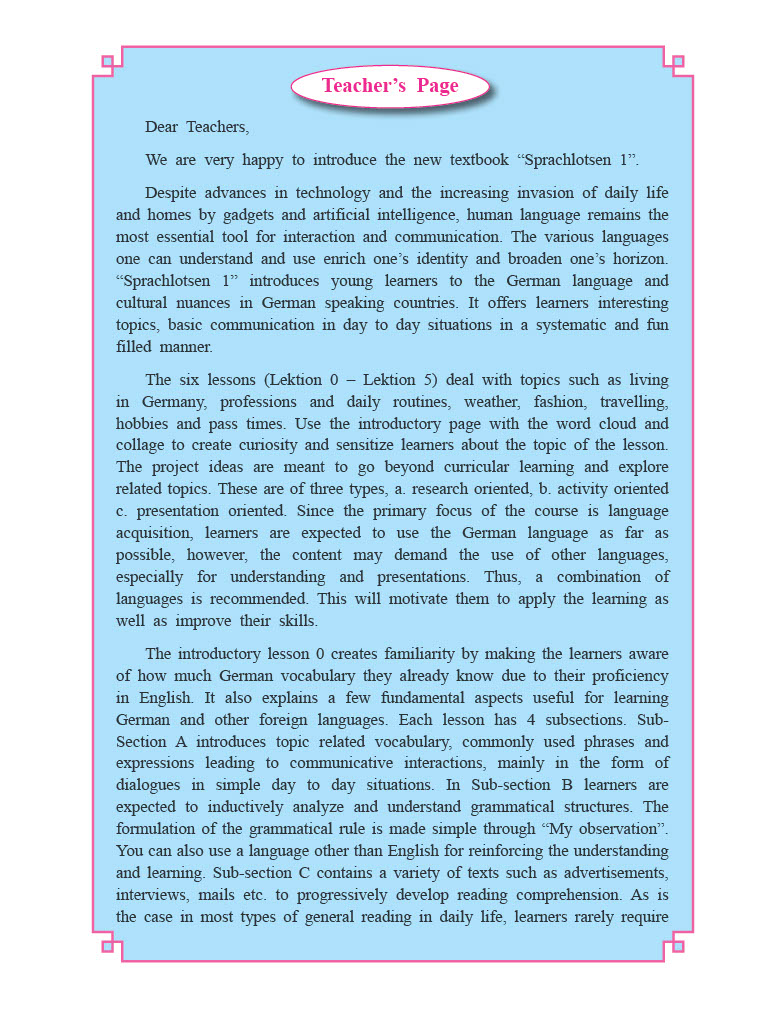 Teacher's Page
Dear Teachers,
We are very happy to introduce the new textbook “Sprachlotsen 1”.
Despite advances in technology and the increasing invasion of daily life
and homes by gadgets and artificial intelligence, human language remains the
most essential tool for interaction and communication. The various languages
one can understand and use enrich one’s identity and broaden one’s horizon.
“Sprachlotsen 1” introduces young learners to the German language and
cultural nuances in German speaking countries. It offers learners interesting
topics, basic communication in day to day situations in a systematic and fun
filled manner.
The six lessons (Lektion 0 – Lektion 5) deal with topics such as living
in Germany, professions and daily routines, weather, fashion, travelling,
hobbies and pass times. Use the introductory page with the word cloud and
collage to create curiosity and sensitize learners about the topic of the lesson.
The project ideas are meant to go beyond curricular learning and explore
related topics. These are of three types, a. research oriented, b. activity oriented
c. presentation oriented. Since the primary focus of the course is language
acquisition, learners are expected to use the German language as far as
possible, however, the content may demand the use of other languages,
especially for understanding and presentations. Thus, a combination of
languages is recommended. This will motivate them to apply the learning as
well as improve their skills.
The introductory lesson 0 creates familiarity by making the learners aware
of how much German vocabulary they already know due to their proficiency
in English. It also explains a few fundamental aspects useful for learning
German and other foreign languages. Each lesson has 4 subsections. Sub-
Section A introduces topic related vocabulary, commonly used phrases and
expressions leading to communicative interactions, mainly in the form of
dialogues in simple day to day situations. In Sub-section B learners are
expected to inductively analyze and understand grammatical structures. The
formulation of the grammatical rule is made simple through “My observation”.
You can also use a language other than English for reinforcing the understanding
and learning. Sub-section C contains a variety of texts such as advertisements,
interviews, mails etc. to progressively develop reading comprehension. As is
the case in most types of general reading in daily life, learners rarely require